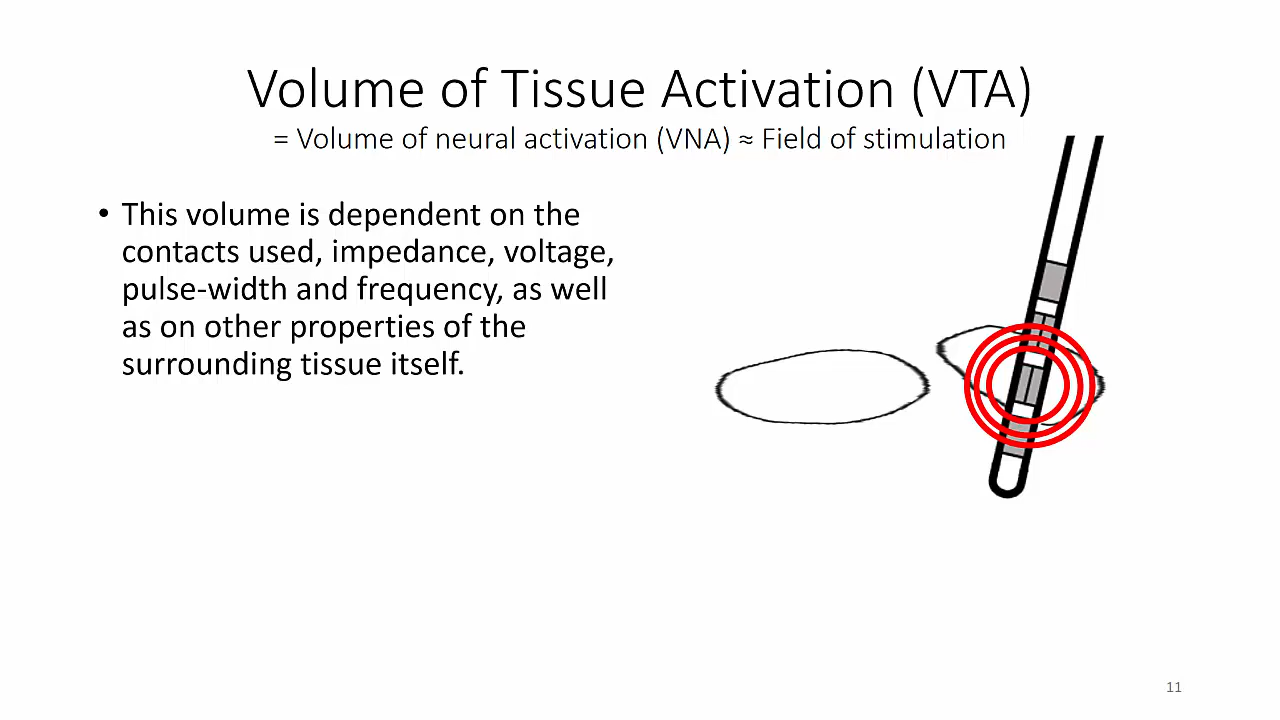 Volume of Tissue Activation (VTA)
= Volume of neural activation (VNA) ≈ Field of stimulation
• This volume is dependent on the
contacts used, impedance, voltage,
pulse-width and frequency, as well
as on other properties of the
surrounding tissue itself.
11